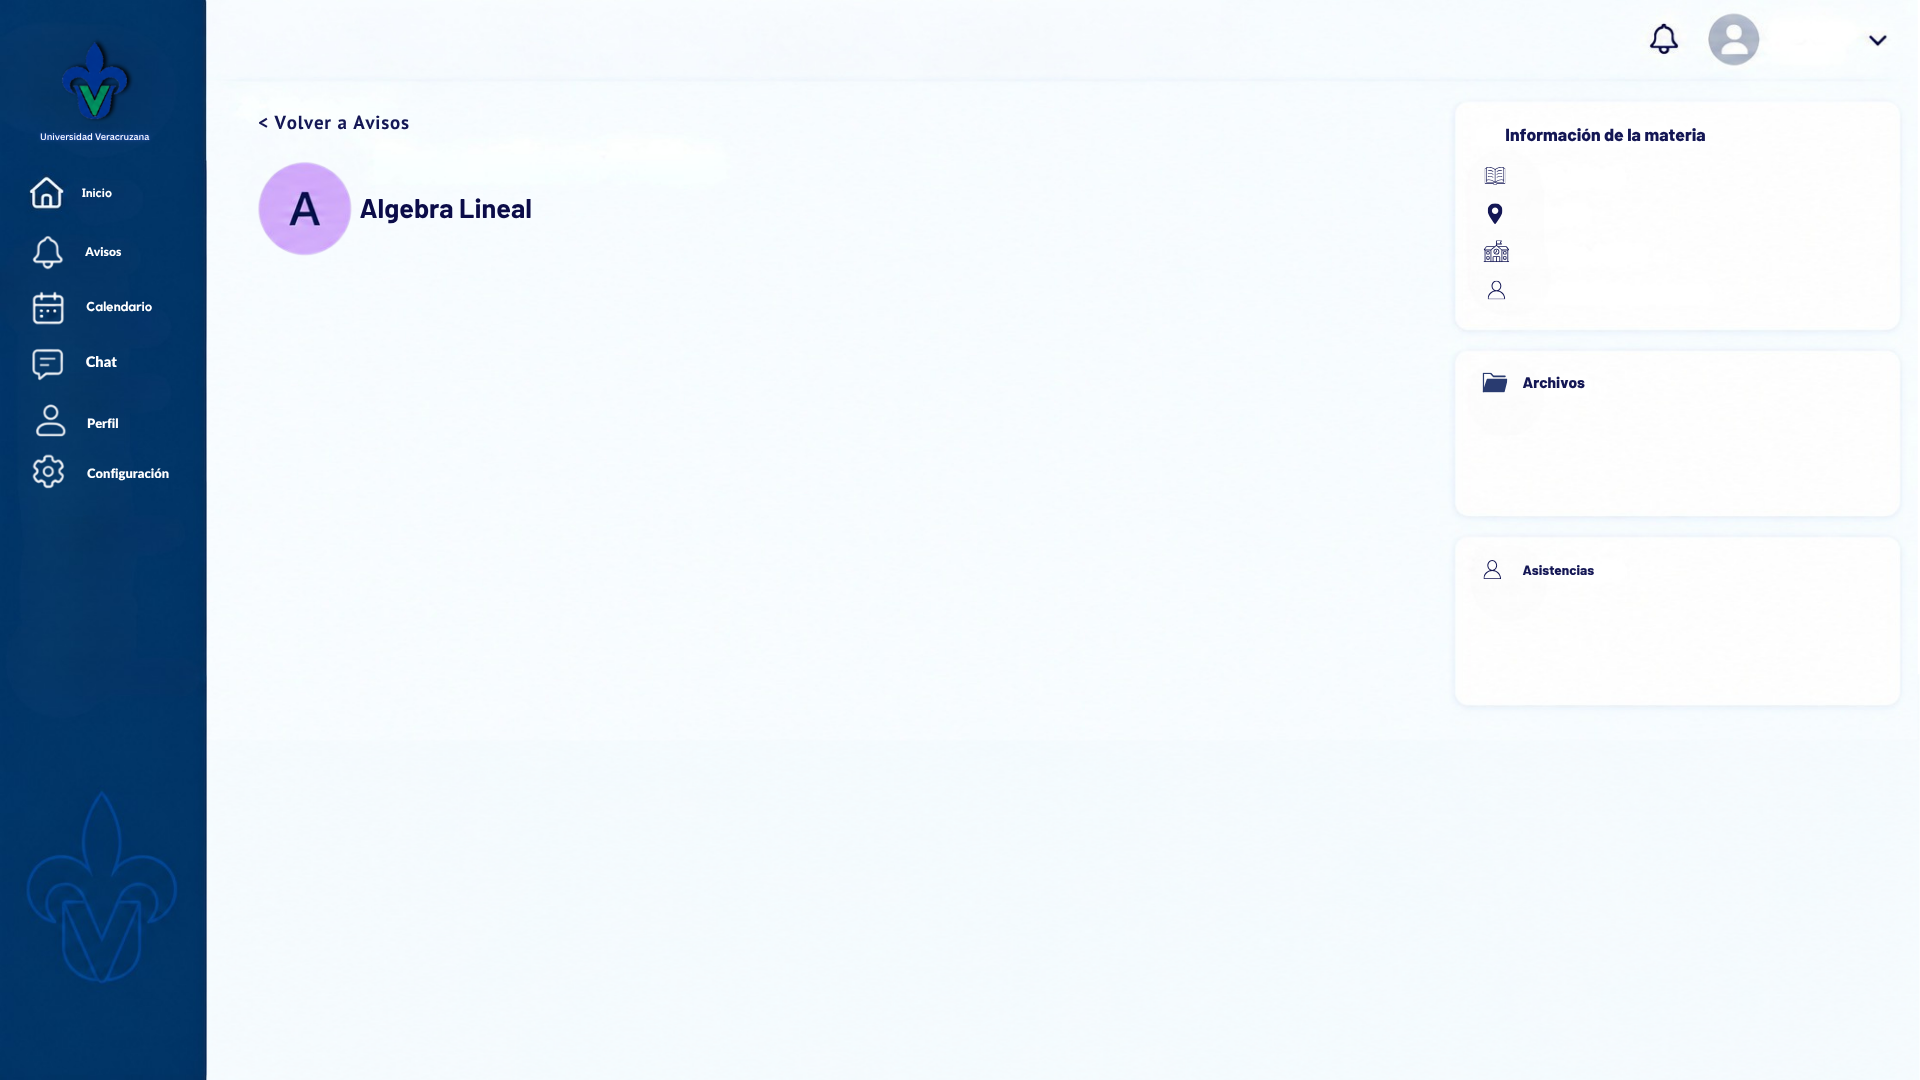 Universidad Veracruzana
Inicio
Avisos
Calendario
Chat
Perfil
Configuración
< Volver a Avisos
A
Algebra Lineal
Información de la materia
Archivos
Asistencias